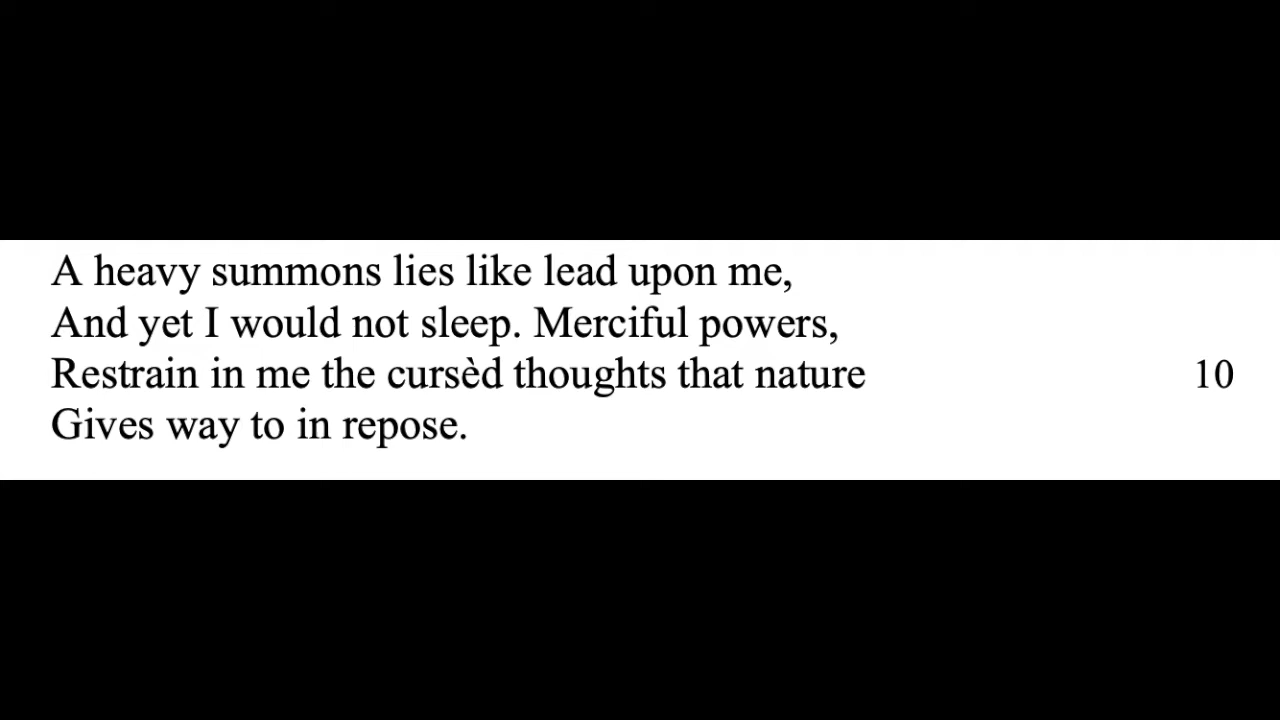 A heavy summons lies like lead upon me,
And yet I would not sleep. Merciful powers,
Restrain in me the cursèd thoughts that nature 10
Gives way to in repose.